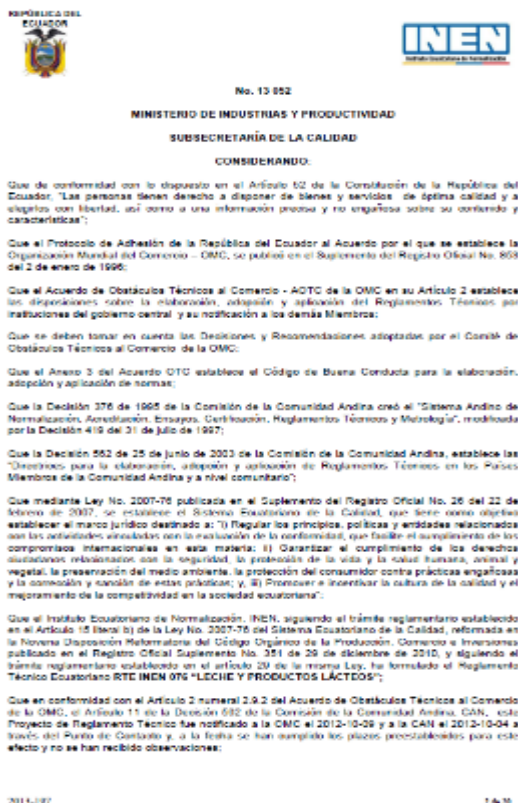 REPÚBLICA DEL
ECUADOR
INEN
Instituto Ecuatoriano de Normalización
No. 13 052
MINISTERIO DE INDUSTRIAS Y PRODUCTIVIDAD
SUBSECRETARÍA DE LA CALIDAD
CONSIDERANDO:
Que de conformidad con lo dispuesto en el Artículo 52 de la Constitución de la República del
Ecuador, "Las personas tienen derecho a disponer de bienes y servicios de óptima calidad y a
elegirlos con libertad, así como a una información precisa y no engañosa sobre su contenido y
características";
Que el Protocolo de Adhesión de la República del Ecuador al Acuerdo por el que se establece la
Organización Mundial del Comercio – OMC, se publicó en el Suplemento del Registro Oficial No. 853
del 2 de enero de 1996;
Que el Acuerdo de Obstáculos Técnicos al Comercio - AOTC de la OMC en su Artículo 2 establece
las disposiciones sobre la elaboración, adopción y aplicación del Reglamentos Técnicos por
instituciones del gobierno central y su notificación a los demás Miembros;
Que se deben tomar en cuenta las Decisiones y Recomendaciones adoptadas por el Comité de
Obstáculos Técnicos al Comercio de la OMC;
Que el Anexo 3 del Acuerdo OTC establece el Código de Buena Conducta para la elaboración,
adopción y aplicación de normas;
Que la Decisión 376 de 1995 de la Comisión de la Comunidad Andina creó el "Sistema Andino de
Normalización, Acreditación, Ensayos, Certificación, Reglamentos Técnicos y Metrología", modificada
por la Decisión 419 del 31 de julio de 1997;
Que la Decisión 562 de 25 de junio de 2003 de la Comisión de la Comunidad Andina, establece las
"Directrices para la elaboración, adopción y aplicación de Reglamentos Técnicos en los Países
Miembros de la Comunidad Andina y a nivel comunitario";
Que mediante Ley No. 2007-76 publicada en el Suplemento del Registro Oficial No. 26 del 22 de
febrero de 2007, se establece el Sistema Ecuatoriano de la Calidad, que tiene como objetivo
establecer el marco jurídico destinado a: "i) Regular los principios, políticas y entidades relacionados
con las actividades vinculadas con la evaluación de la conformidad, que facilite el cumplimiento de los
compromisos internacionales en esta materia; ii) Garantizar el cumplimiento de los derechos
ciudadanos relacionados con la seguridad, la protección de la vida y la salud humana, animal y
vegetal, la preservación del medio ambiente, la protección del consumidor contra prácticas engañosas
y la corrección y sanción de estas prácticas; y, iii) Promover e incentivar la cultura de la calidad y el
mejoramiento de la competitividad en la sociedad ecuatoriana";
Que el Instituto Ecuatoriano de Normalización, INEN, siguiendo el trámite reglamentario establecido
en el Artículo 15 literal b) de la Ley No. 2007-76 del Sistema Ecuatoriano de la Calidad, reformada en
la Novena Disposición Reformatoria del Código Orgánico de la Producción, Comercio e Inversiones
publicado en el Registro Oficial Suplemento No. 351 de 29 de diciembre de 2010, y siguiendo el
trámite reglamentario establecido en el artículo 29 de la misma Ley, ha formulado el Reglamento
Técnico Ecuatoriano RTE INEN 076 "LECHE Y PRODUCTOS LÁCTEOS";
Que en conformidad con el Artículo 2 numeral 2.9.2 del Acuerdo de Obstáculos Técnicos al Comercio
de la OMC, el Artículo 11 de la Decisión 562 de la Comisión de la Comunidad Andina, CAN, este
Proyecto de Reglamento Técnico fue notificado a la OMC el 2012-10-09 y a la CAN el 2012-10-04 a
través del Punto de Contacto y, a la fecha se han cumplido los plazos preestablecidos para este
efecto y no se han recibido observaciones;